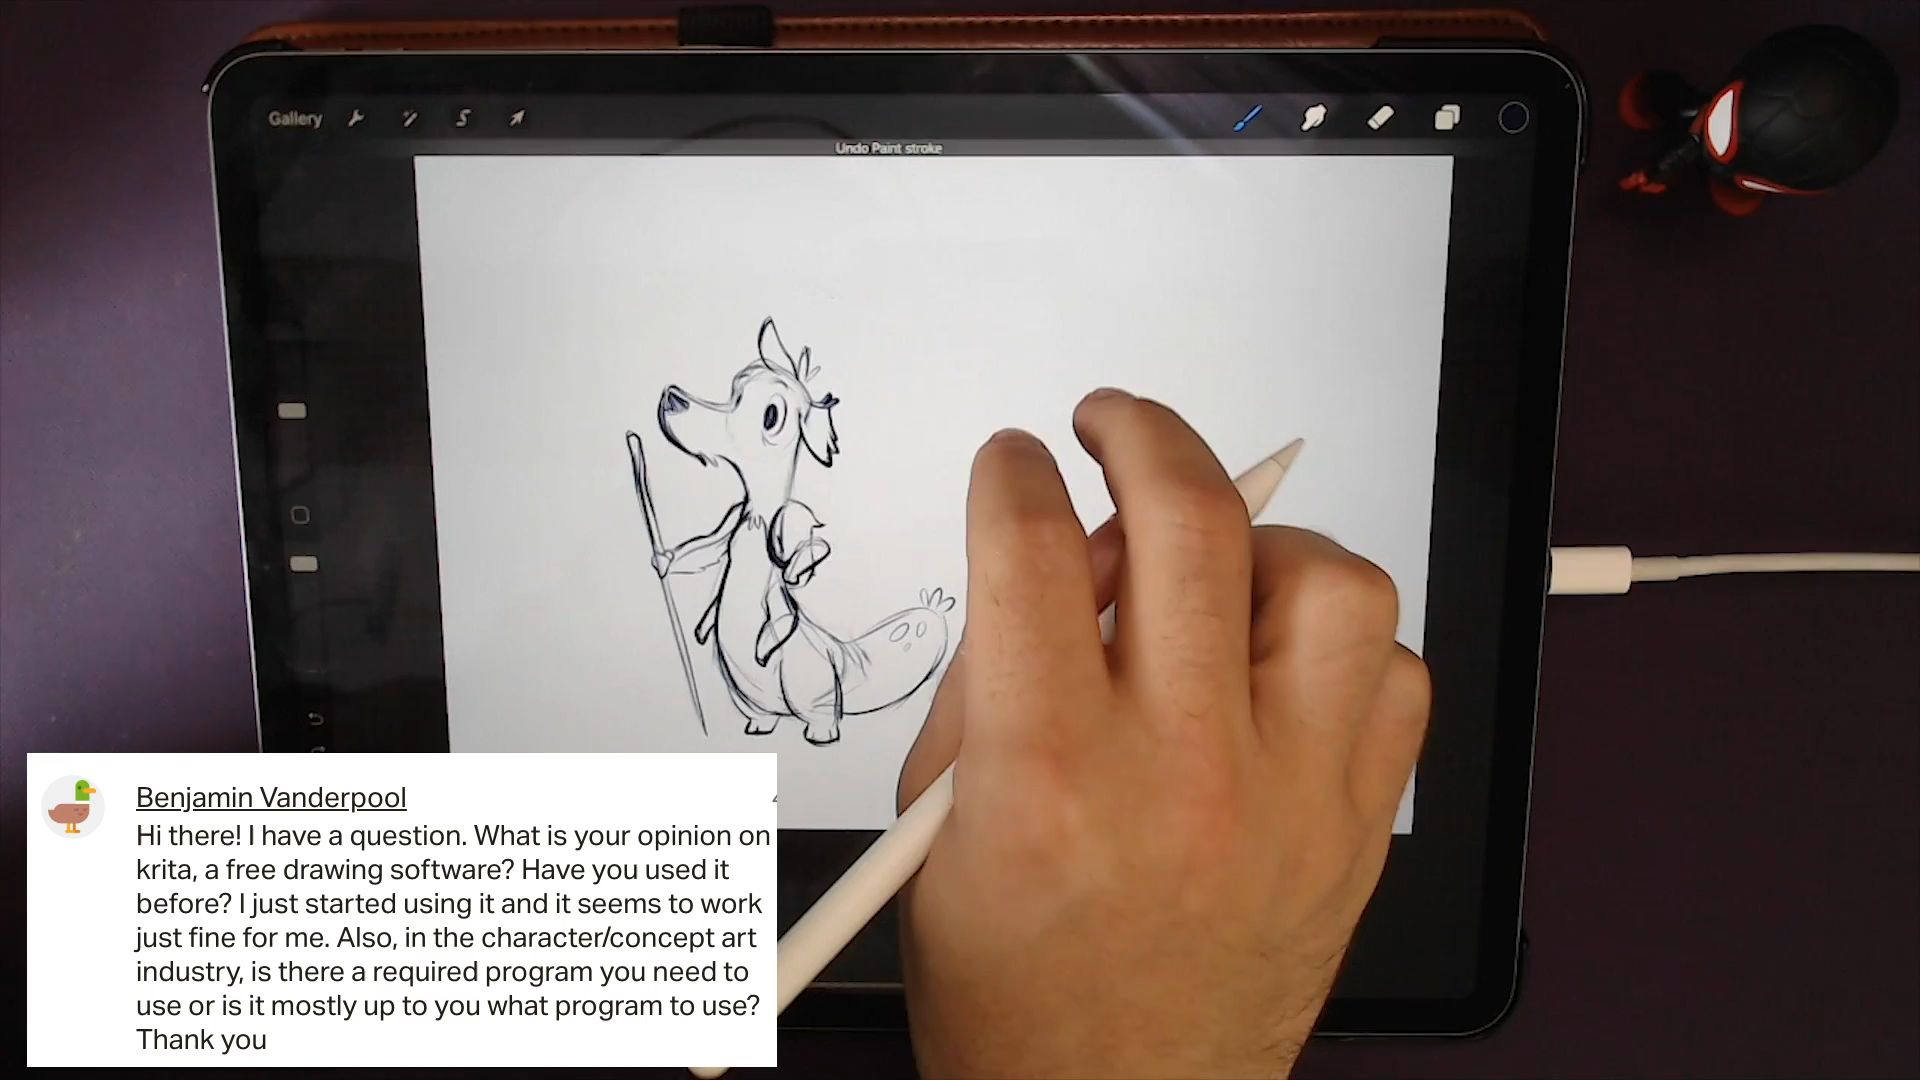 Gallery
Undo Paint stroke
Benjamin Vanderpool
Hi there! I have a question. What is your opinion on
krita, a free drawing software? Have you used it
before? I just started using it and it seems to work
just fine for me. Also, in the character/concept art
industry, is there a required program you need to
use or is it mostly up to you what program to use?
Thank you